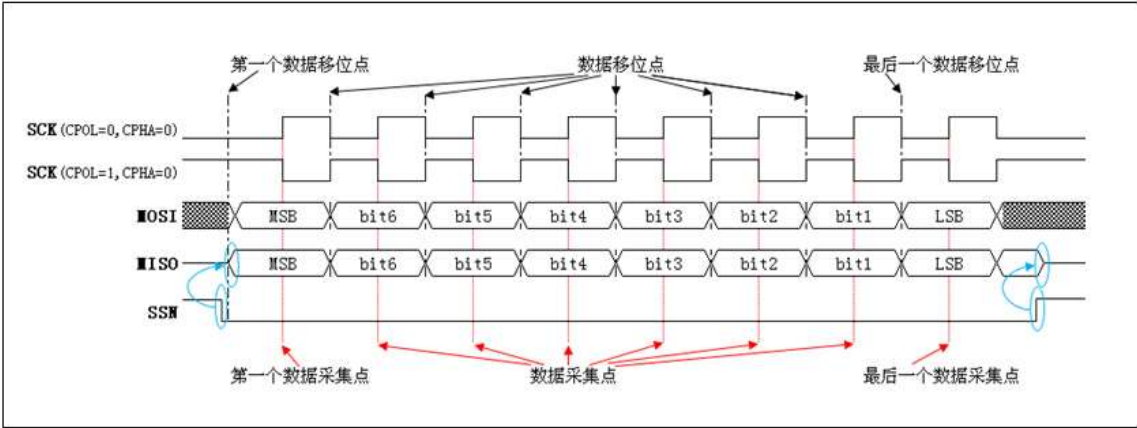 第一个数据移位点 数据移位点 最后一个数据移位点
SCK(CPOL=0,CPHA=0)
SCK(CPOL=1,CPHA=0)
MOSI MSB bit6 bit5 bit4 bit3 bit2 bit1 LSB
MISO MSB bit6 bit5 bit4 bit3 bit2 bit1 LSB
SSN
第一个数据采集点 数据采集点 最后一个数据采集点